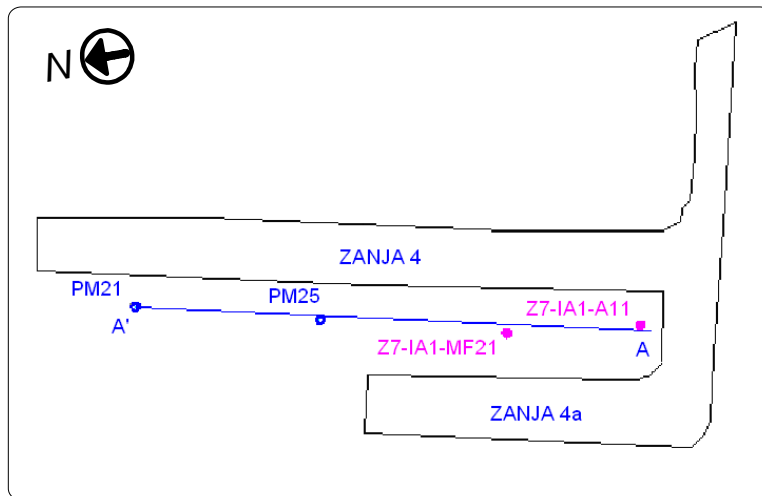 N
ZANJA 4
PM21
PM25
A'
Z7-IA1-A11
Z7-IA1-MF21
A
ZANJA 4a